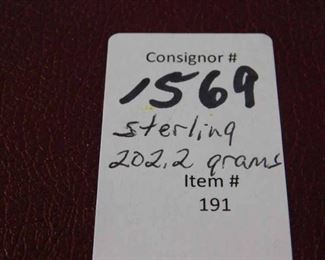 Consignor #
1569
sterling
202.2 grams
Item #
191